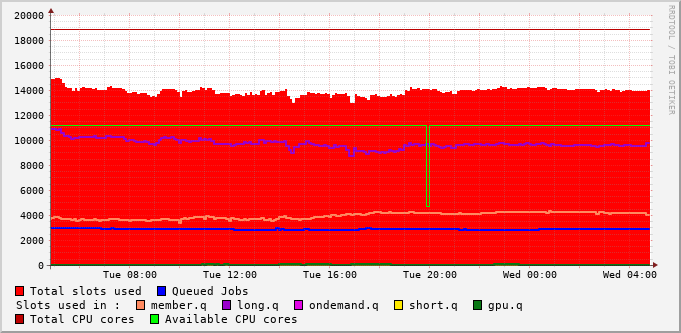 RRDTOOL / TOBI OETIKER
20000
18000
16000
14000
12000
10000
8000
6000
4000
2000
0
Tue 08:00 Tue 12:00 Tue 16:00 Tue 20:00 Wed 00:00 Wed 04:00
Total slots used Queued Jobs
Slots used in : member.q long.q ondemand.q short.q gpu.q
Total CPU cores Available CPU cores